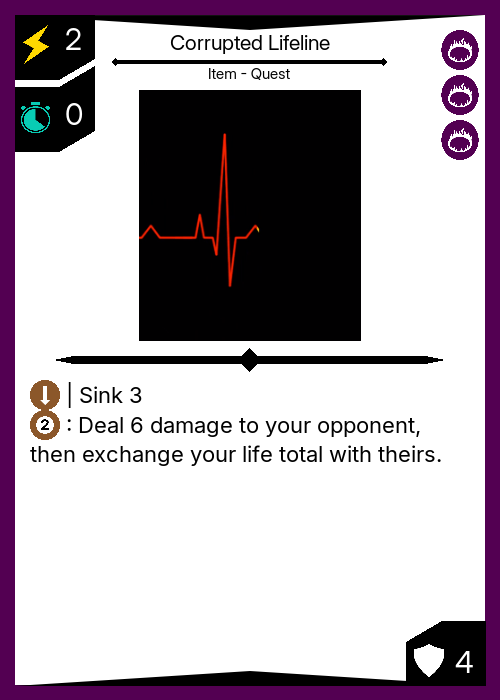 2
Corrupted Lifeline
Item - Quest
0
| Sink 3
2 : Deal 6 damage to your opponent,
then exchange your life total with theirs.
4